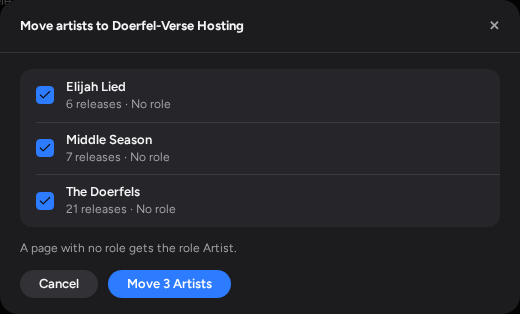 Move artists to Doerfel-Verse Hosting
Elijah Lied
6 releases · No role
Middle Season
7 releases · No role
The Doerfels
21 releases · No role
A page with no role gets the role Artist.
Cancel
Move 3 Artists